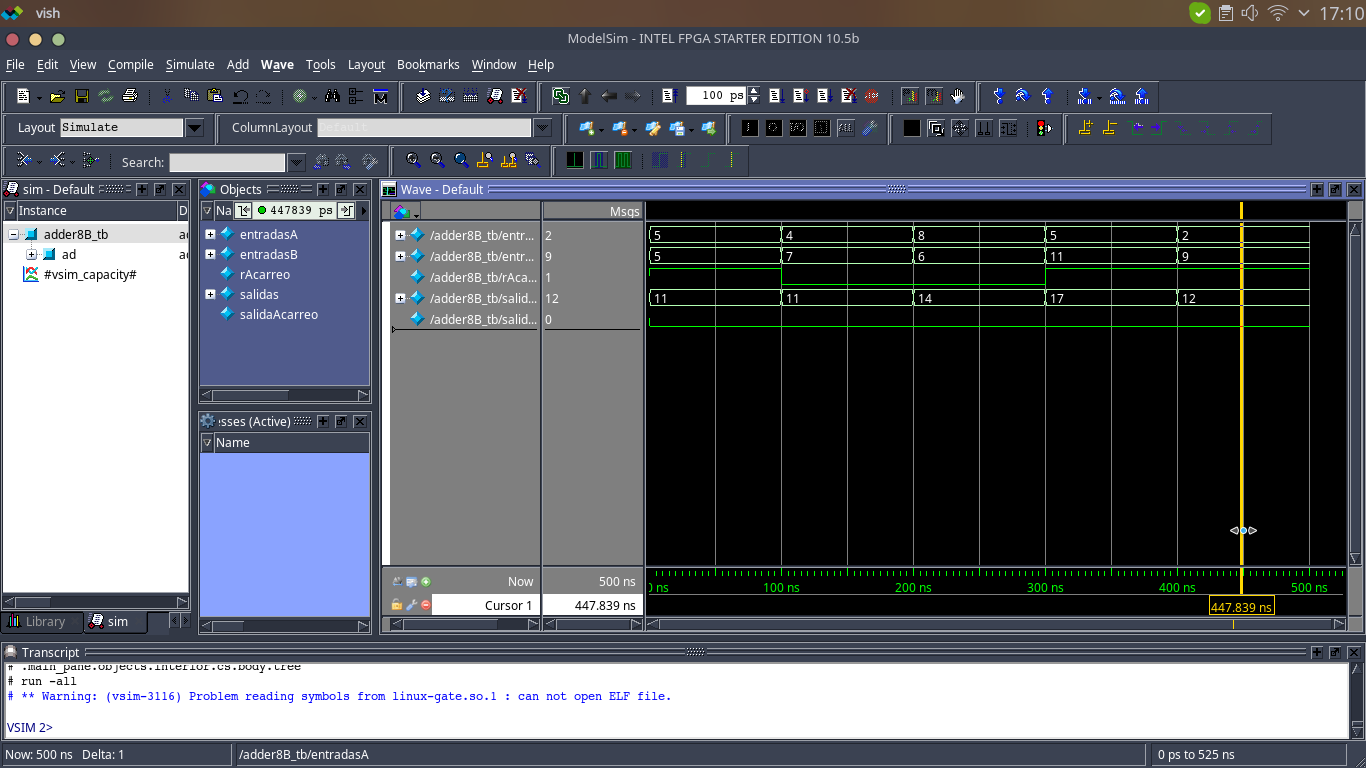 vish
17:10
ModelSim - INTEL FPGA STARTER EDITION 10.5b
File Edit View Compile Simulate Add Wave Tools Layout Bookmarks Window Help
100 ps
Layout Simulate
ColumnLayout Default
Search:
sim - Default
Instance
D
adder8B_tb
ad
#vsim_capacity#
Library
sim
Objects
Na
447839 ps
entradasA
entradasB
rAcarreo
salidas
salidaAcarreo
esses (Active)
Name
Wave - Default
Msgs
/adder8B_tb/entr... 2 5 4 8 5 2
/adder8B_tb/entr... 9 5 7 6 11 9
/adder8B_tb/rAca... 1
/adder8B_tb/salid... 12 11 11 14 17 12
/adder8B_tb/salid... 0
Now 500 ns
ns 100 ns 200 ns 300 ns 400 ns 500 ns
Cursor 1 447.839 ns
447.839 ns
Transcript
# .main_pane.objects.interior.cs.body.tree
# run -all
# ** Warning: (vsim-3116) Problem reading symbols from linux-gate.so.1 : can not open ELF file.
VSIM 2>
Now: 500 ns Delta: 1
/adder8B_tb/entradasA
0 ps to 525 ns